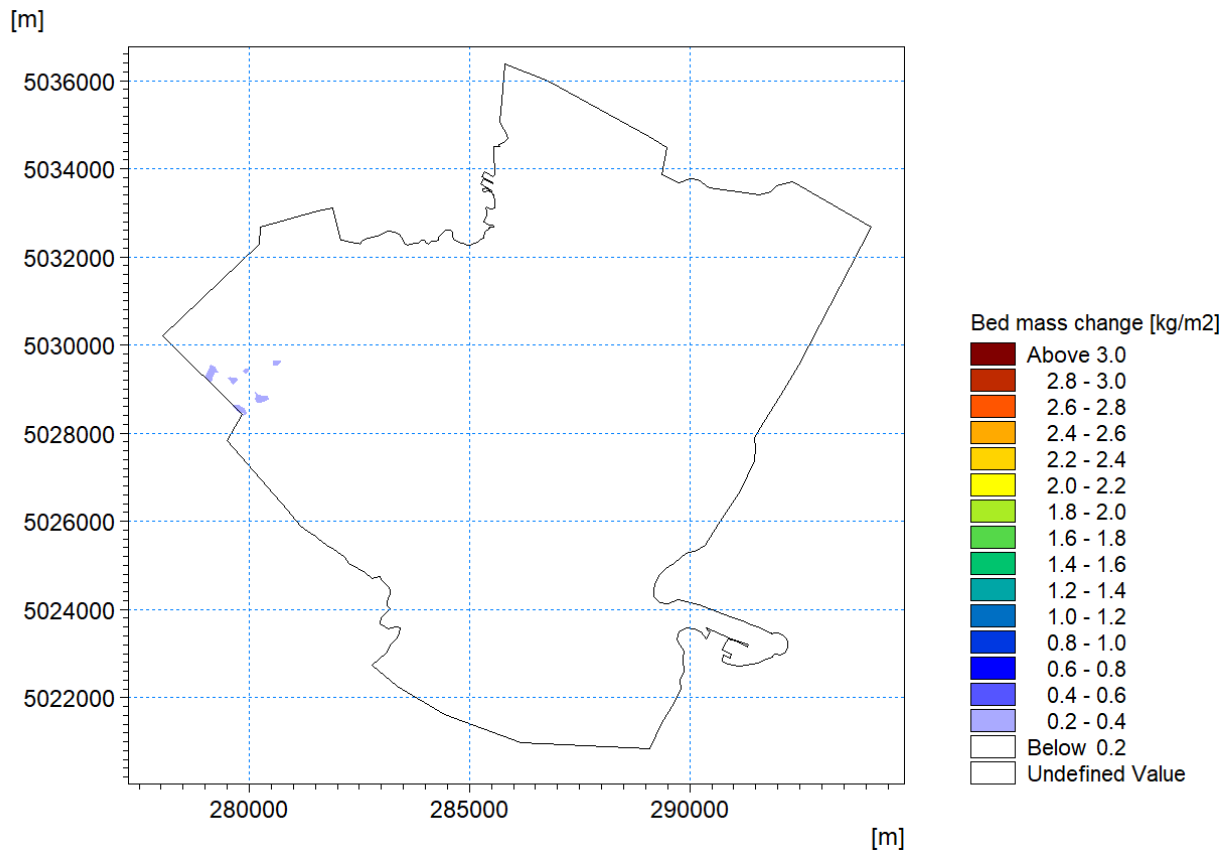 [m]
5036000
5034000
5032000
5030000
5028000
5026000
5024000
5022000
280000
285000
290000
[m]
Bed mass change [kg/m2]
Above 3.0
2.8 - 3.0
2.6 - 2.8
2.4 - 2.6
2.2 - 2.4
2.0 - 2.2
1.8 - 2.0
1.6 - 1.8
1.4 - 1.6
1.2 - 1.4
1.0 - 1.2
0.8 - 1.0
0.6 - 0.8
0.4 - 0.6
0.2 - 0.4
Below 0.2
Undefined Value